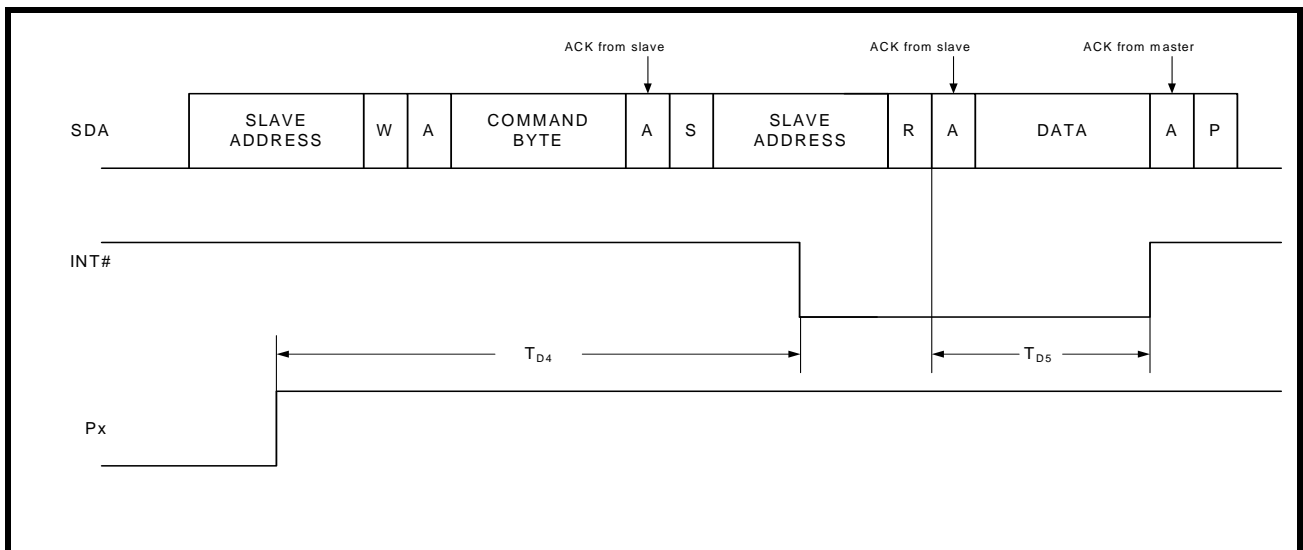 ACK from slave
ACK from slave
ACK from master
SDA
SLAVE
ADDRESS
W
A
COMMAND
BYTE
A
S
SLAVE
ADDRESS
R
A
DATA
A
P
INT#
TD4
TD5
Px